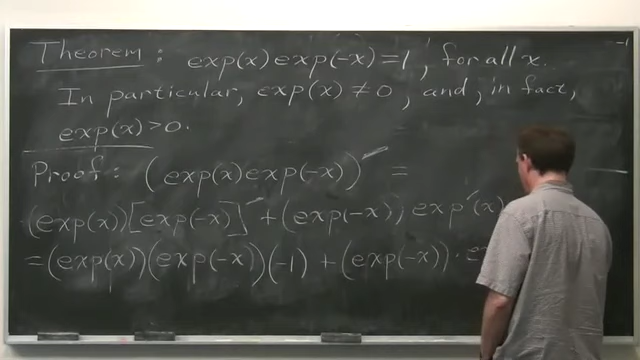 Theorem: exp(x)exp(-x)=1, for all x.
In particular, exp(x)≠0, and, in fact,
exp(x)>0.
Proof: (exp(x)exp(-x))′ =
(exp(x))[exp(-x)]′ + (exp(-x)) exp′(x)
=(exp(x))(exp(-x))(-1) + (exp(-x)).